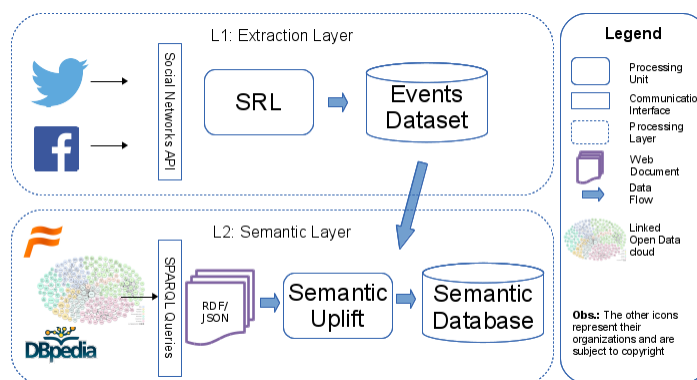 L1: Extraction Layer
Social Networks API
SRL
Events
Dataset
L2: Semantic Layer
SPARQL Queries
RDF/
JSON
Semantic
Uplift
Semantic
Database
DBpedia
Legend
Processing
Unit
Communicatio
Interface
Processing
Layer
Web
Document
Data
Flow
Linked
Open Data
cloud
Obs.: The other icons
represent their
organizations and are
subject to copyright